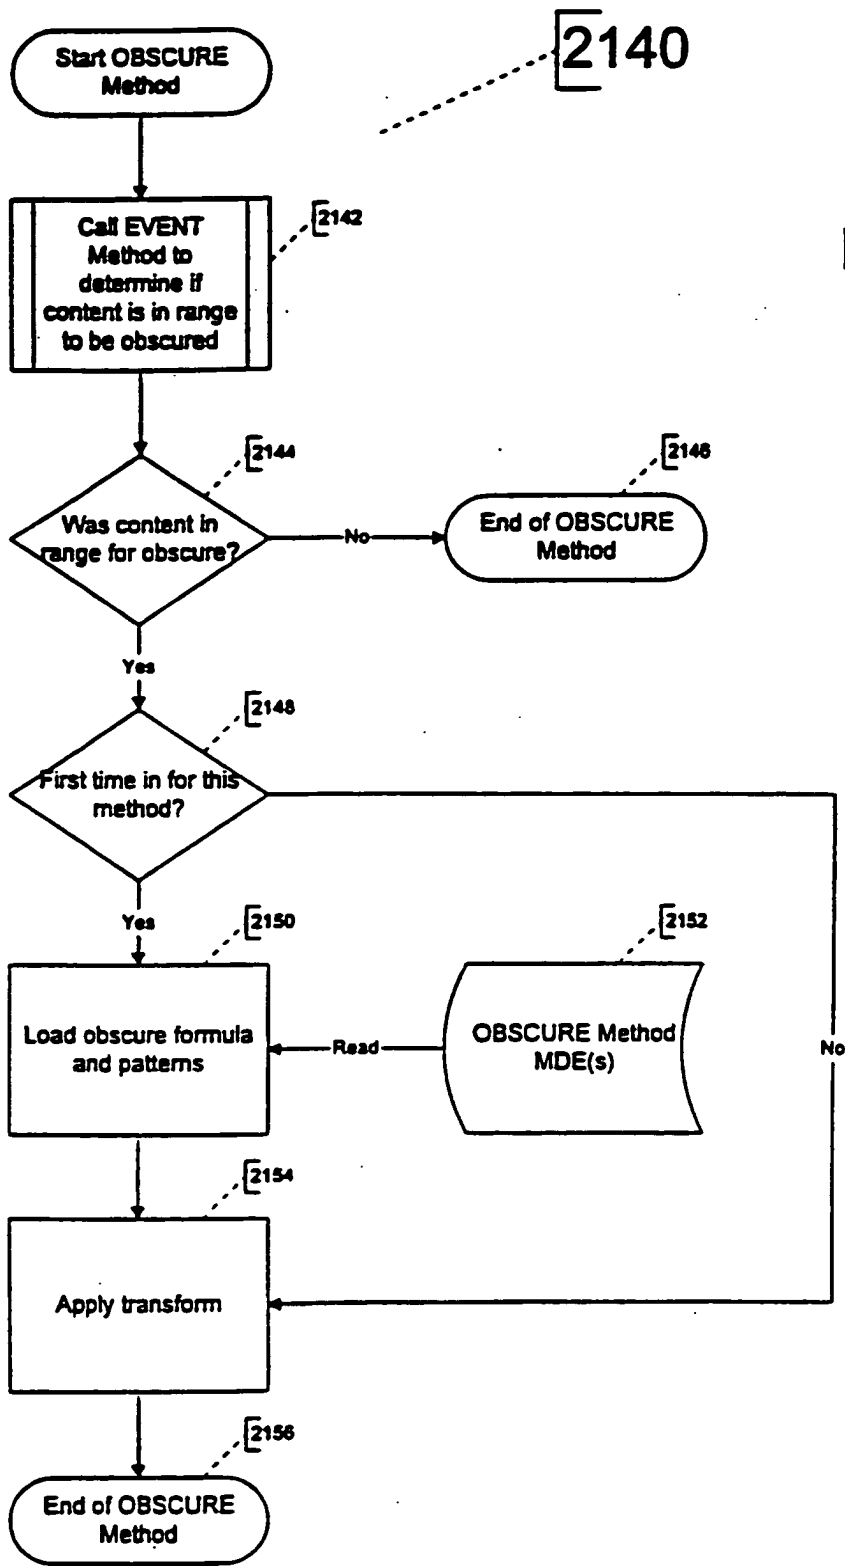 2140
Start OBSCURE
Method
2142
Call EVENT
Method to
determine if
content is in range
to be obscured
2144
Was content in
range for obscure?
No
2146
End of OBSCURE
Method
Yes
2148
First time in for this
method?
Yes
2150
Load obscure formula
and patterns
Read
2152
OBSCURE Method
MDE(s)
No
2154
Apply transform
2156
End of OBSCURE
Method